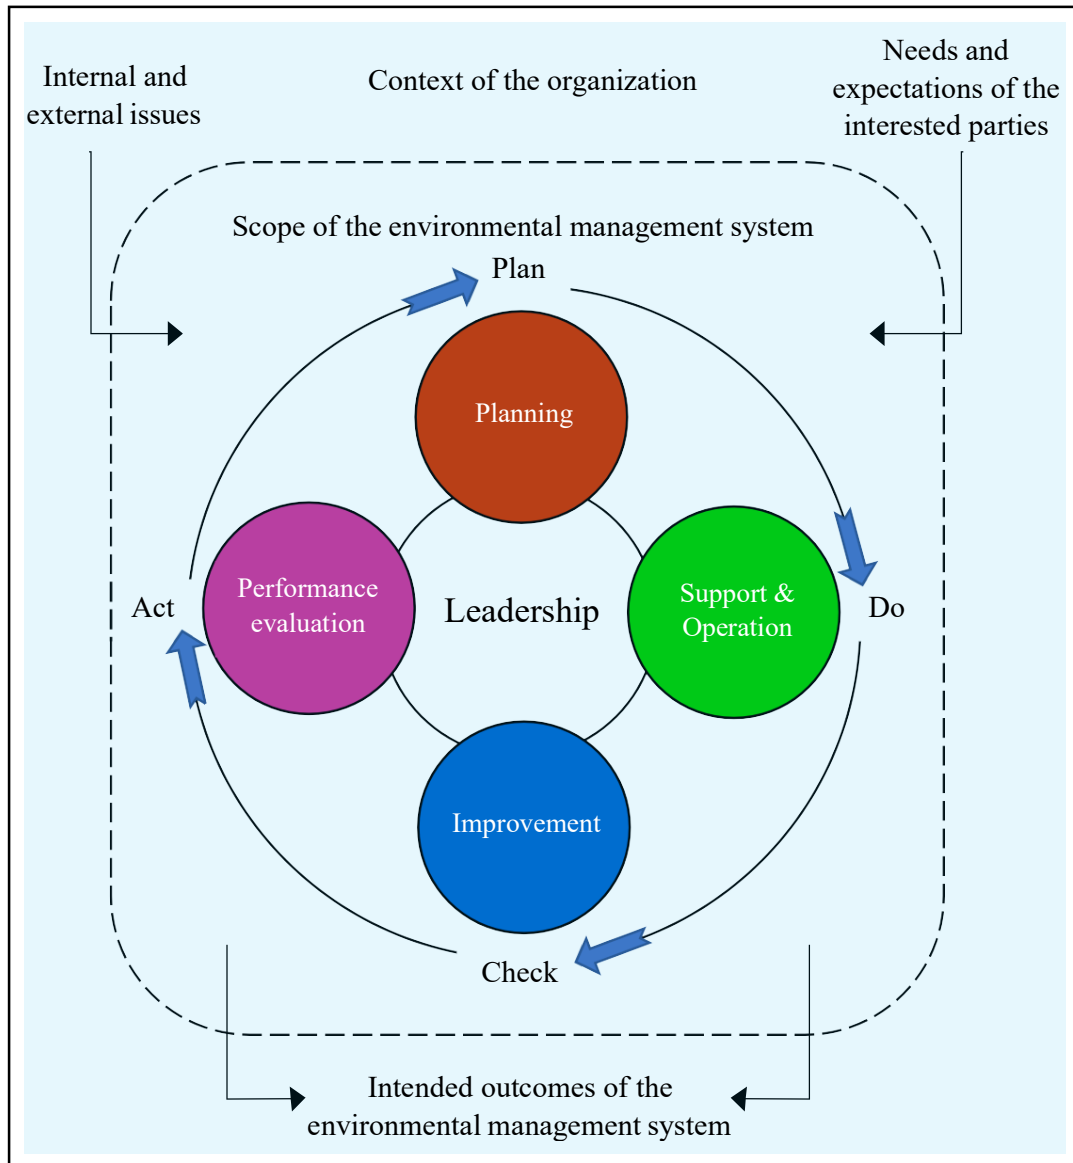 Internal and
external issues
Context of the organization
Needs and
expectations of the
interested parties
Scope of the environmental management system
Plan
Planning
Performance
evaluation
Leadership
Support &
Operation
Act
Do
Improvement
Check
Intended outcomes of the
environmental management system